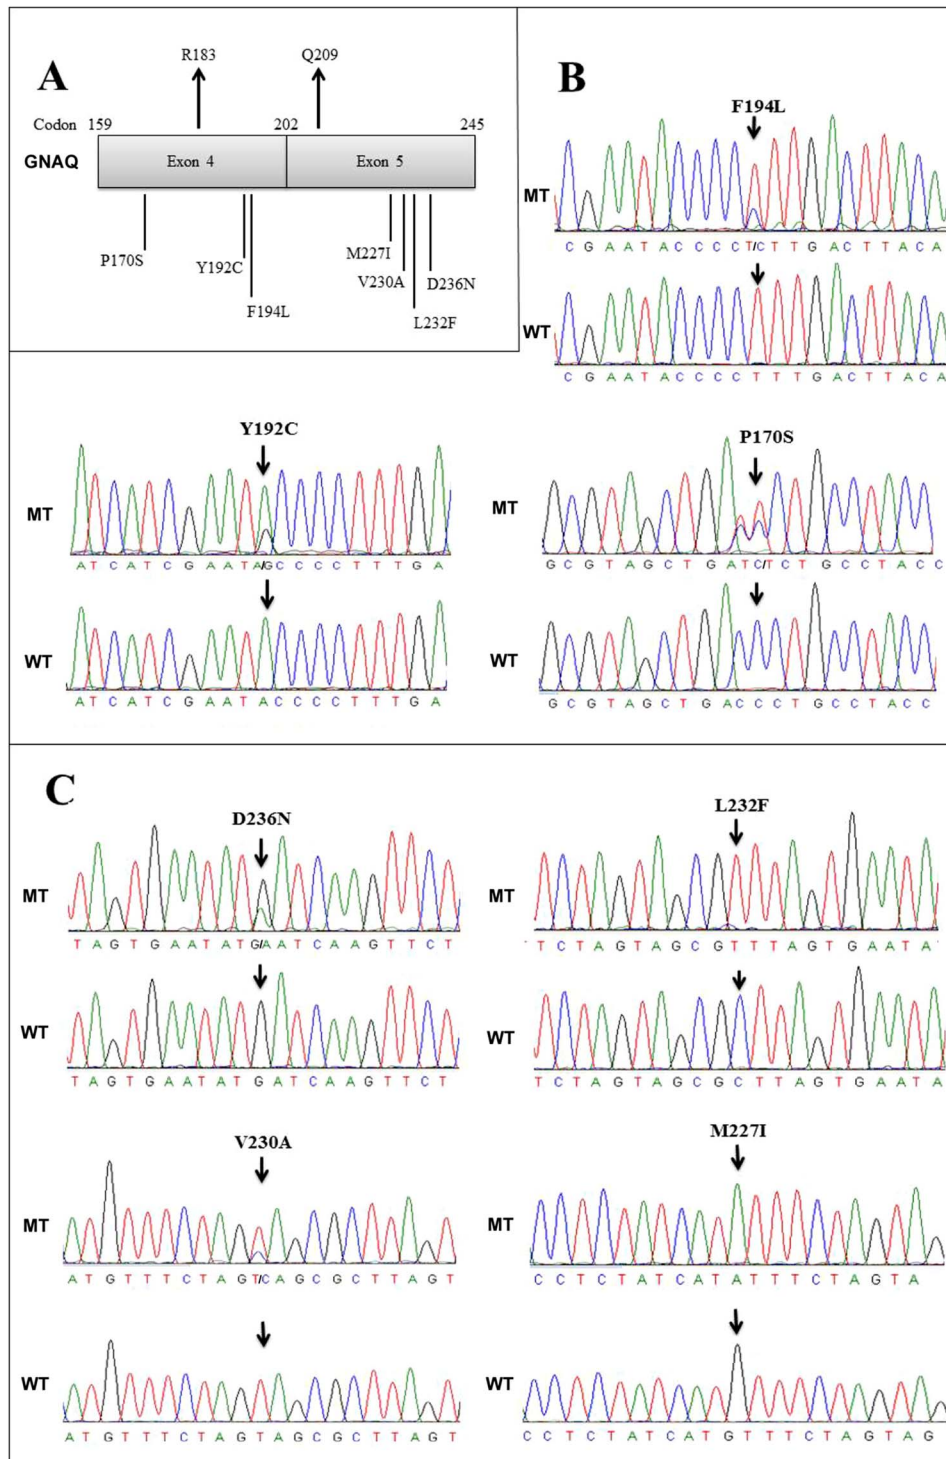 A
R183 Q209
Codon 159 202 245
GNAQ Exon 4 Exon 5
P170S Y192C F194L M227I V230A L232F D236N
B
F194L
MT
C G A A T A C C C C T/C T T G A C T T A C A
WT
C G A A T A C C C C T T T G A C T T A C A
Y192C
MT
A T C A T C G A A T A/G C C C C T T T G A
WT
A T C A T C G A A T A C C C C T T T G A
P170S
MT
G C G T A G C T G A T C/T C T G C C T A C C
WT
G C G T A G C T G A C C C T G C C T A C C
C
D236N
MT
T A G T G A A T A T G/A A T C A A G T T C T
WT
T A G T G A A T A T G A T C A A G T T C T
L232F
MT
T C T A G T A G C G T T T A G T G A A T A
WT
T C T A G T A G C G C T T A G T G A A T A
V230A
MT
A T G T T T C T A G T/C A G C G C T T A G T
WT
A T G T T T C T A G T A G C G C T T A G T
M227I
MT
C C T C T A T C A T A T T T C T A G T A
WT
C C T C T A T C A T G T T T C T A G T A G